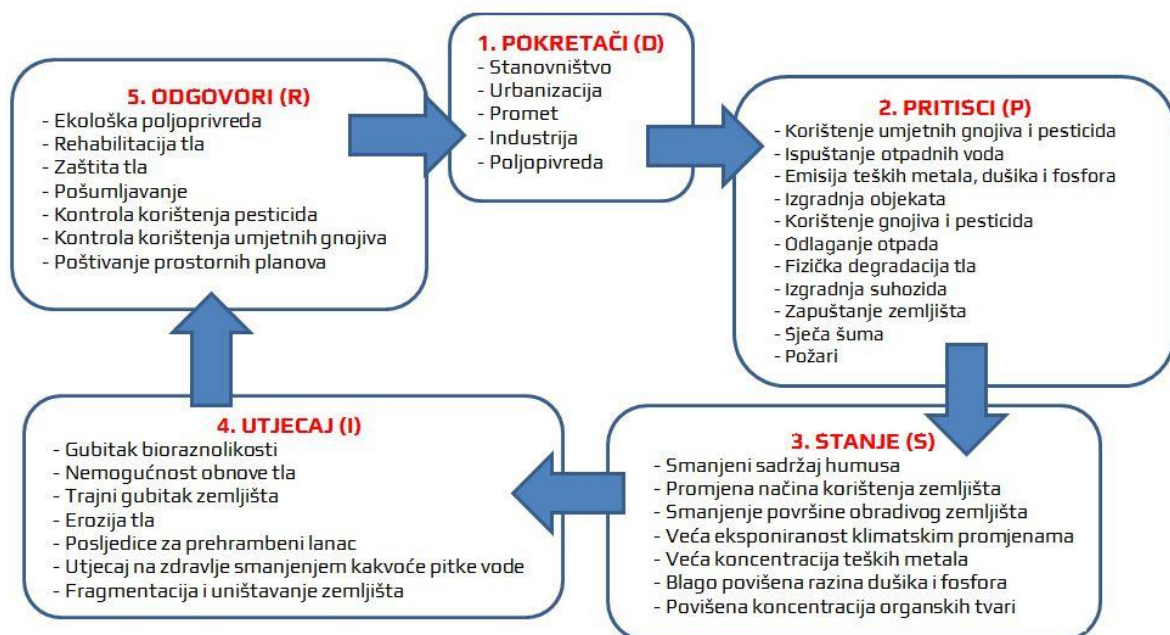 1. POKRETAČI (D)
- Stanovništvo
- Urbanizacija
- Promet
- Industrija
- Poljopivreda
2. PRITISCI (P)
- Korištenje umjetnih gnojiva i pesticida
- Ispuštanje otpadnih voda
- Emisija teških metala, dušika i fosfora
- Izgradnja objekata
- Korištenje gnojiva i pesticida
- Odlaganje otpada
- Fizička degradacija tla
- Izgradnja suhozida
- Zapuštanje zemljišta
- Sječa šuma
- Požari
3. STANJE (S)
- Smanjeni sadržaj humusa
- Promjena načina korištenja zemljišta
- Smanjenje površine obradivog zemljišta
- Veća eksponiranost klimatskim promjenama
- Veća koncentracija teških metala
- Blago povišena razina dušika i fosfora
- Povišena koncentracija organskih tvari
4. UTJECAJ (I)
- Gubitak bioraznolikosti
- Nemogućnost obnove tla
- Trajni gubitak zemljišta
- Erozija tla
- Posljedice za prehrambeni lanac
- Utjecaj na zdravlje smanjenjem kakvoće pitke vode
- Fragmentacija i uništavanje zemljišta
5. ODGOVORI (R)
- Ekološka poljoprivreda
- Rehabilitacija tla
- Zaštita tla
- Pošumljavanje
- Kontrola korištenja pesticida
- Kontrola korištenja umjetnih gnojiva
- Poštivanje prostornih planova